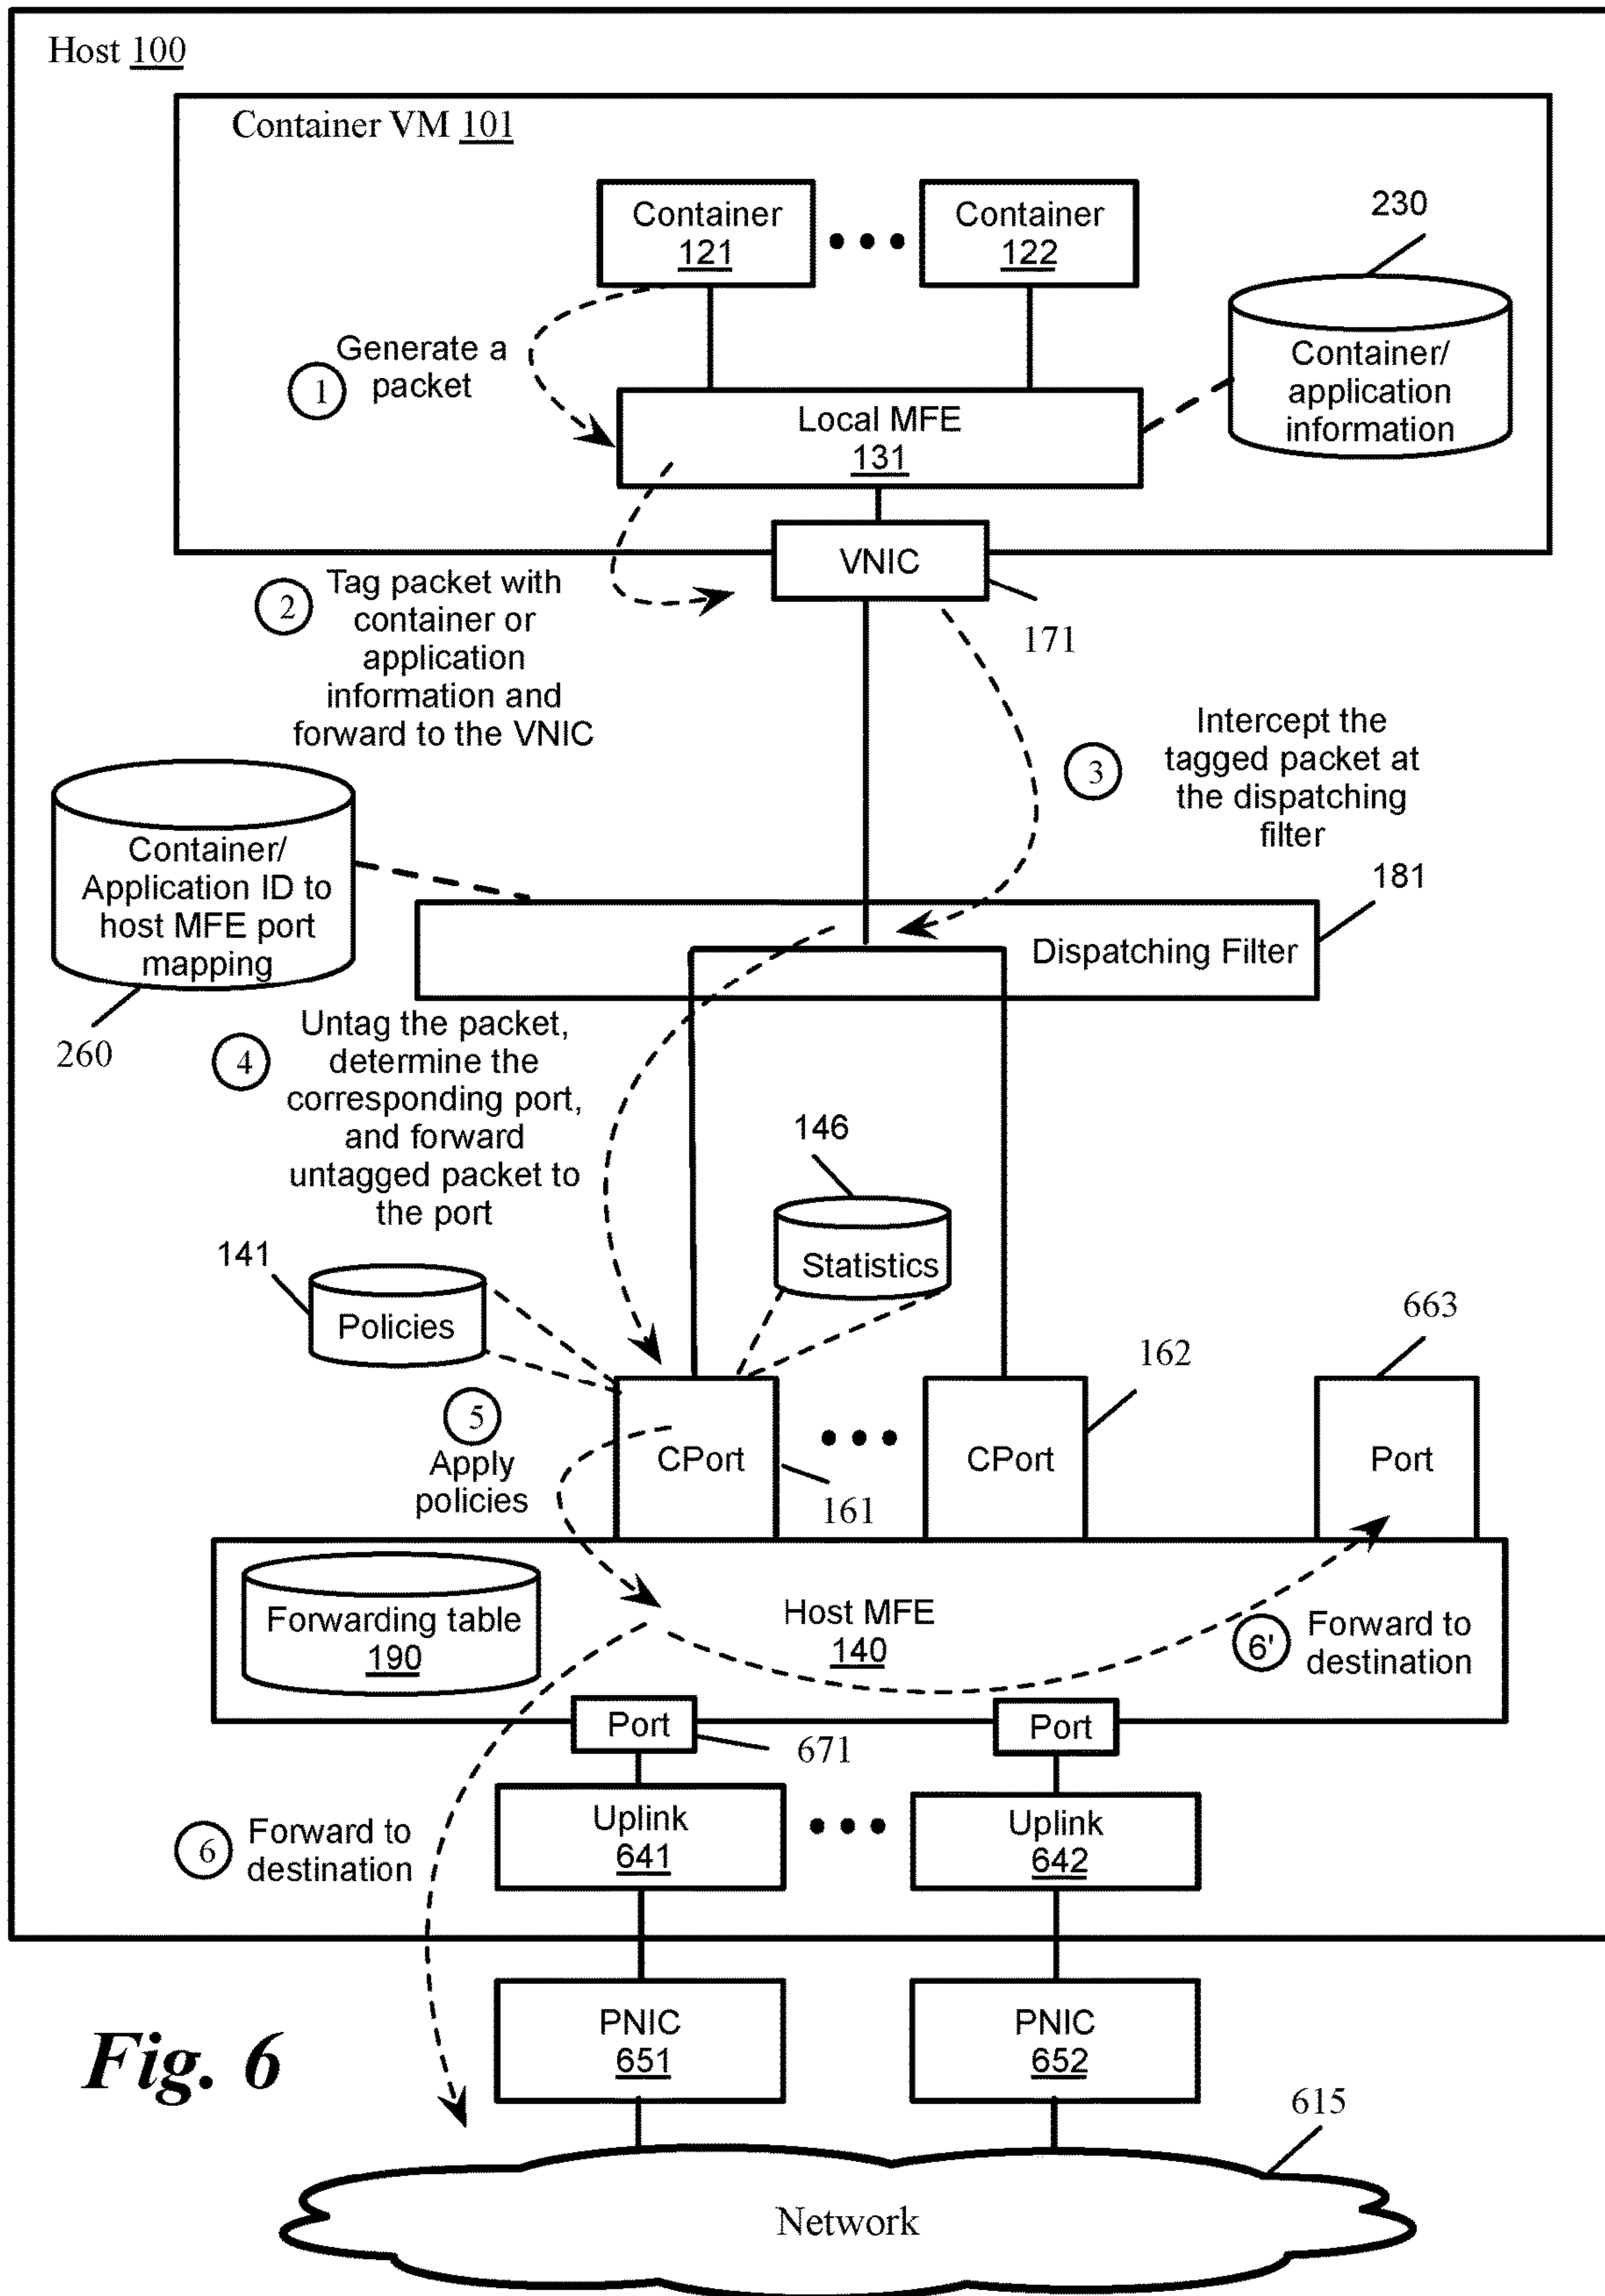 Host 100
Container VM 101
Container
121
Container
122
230
Container/
application
information
Generate a
packet
1
Local MFE
131
VNIC
171
2
Tag packet with
container or
application
information and
forward to the VNIC
3
Intercept the
tagged packet at
the dispatching
filter
Container/
Application ID to
host MFE port
mapping
260
181
Dispatching Filter
4
Untag the packet,
determine the
corresponding port,
and forward
untagged packet to
the port
146
Statistics
141
Policies
663
162
5
Apply
policies
CPort
161
CPort
Port
Forwarding table
190
Host MFE
140
6'
Forward to
destination
Port
671
Port
6
Forward to
destination
Uplink
641
Uplink
642
PNIC
651
PNIC
652
Fig. 6
615
Network